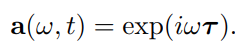 𝐚(ω, t) = exp(iω𝝉).